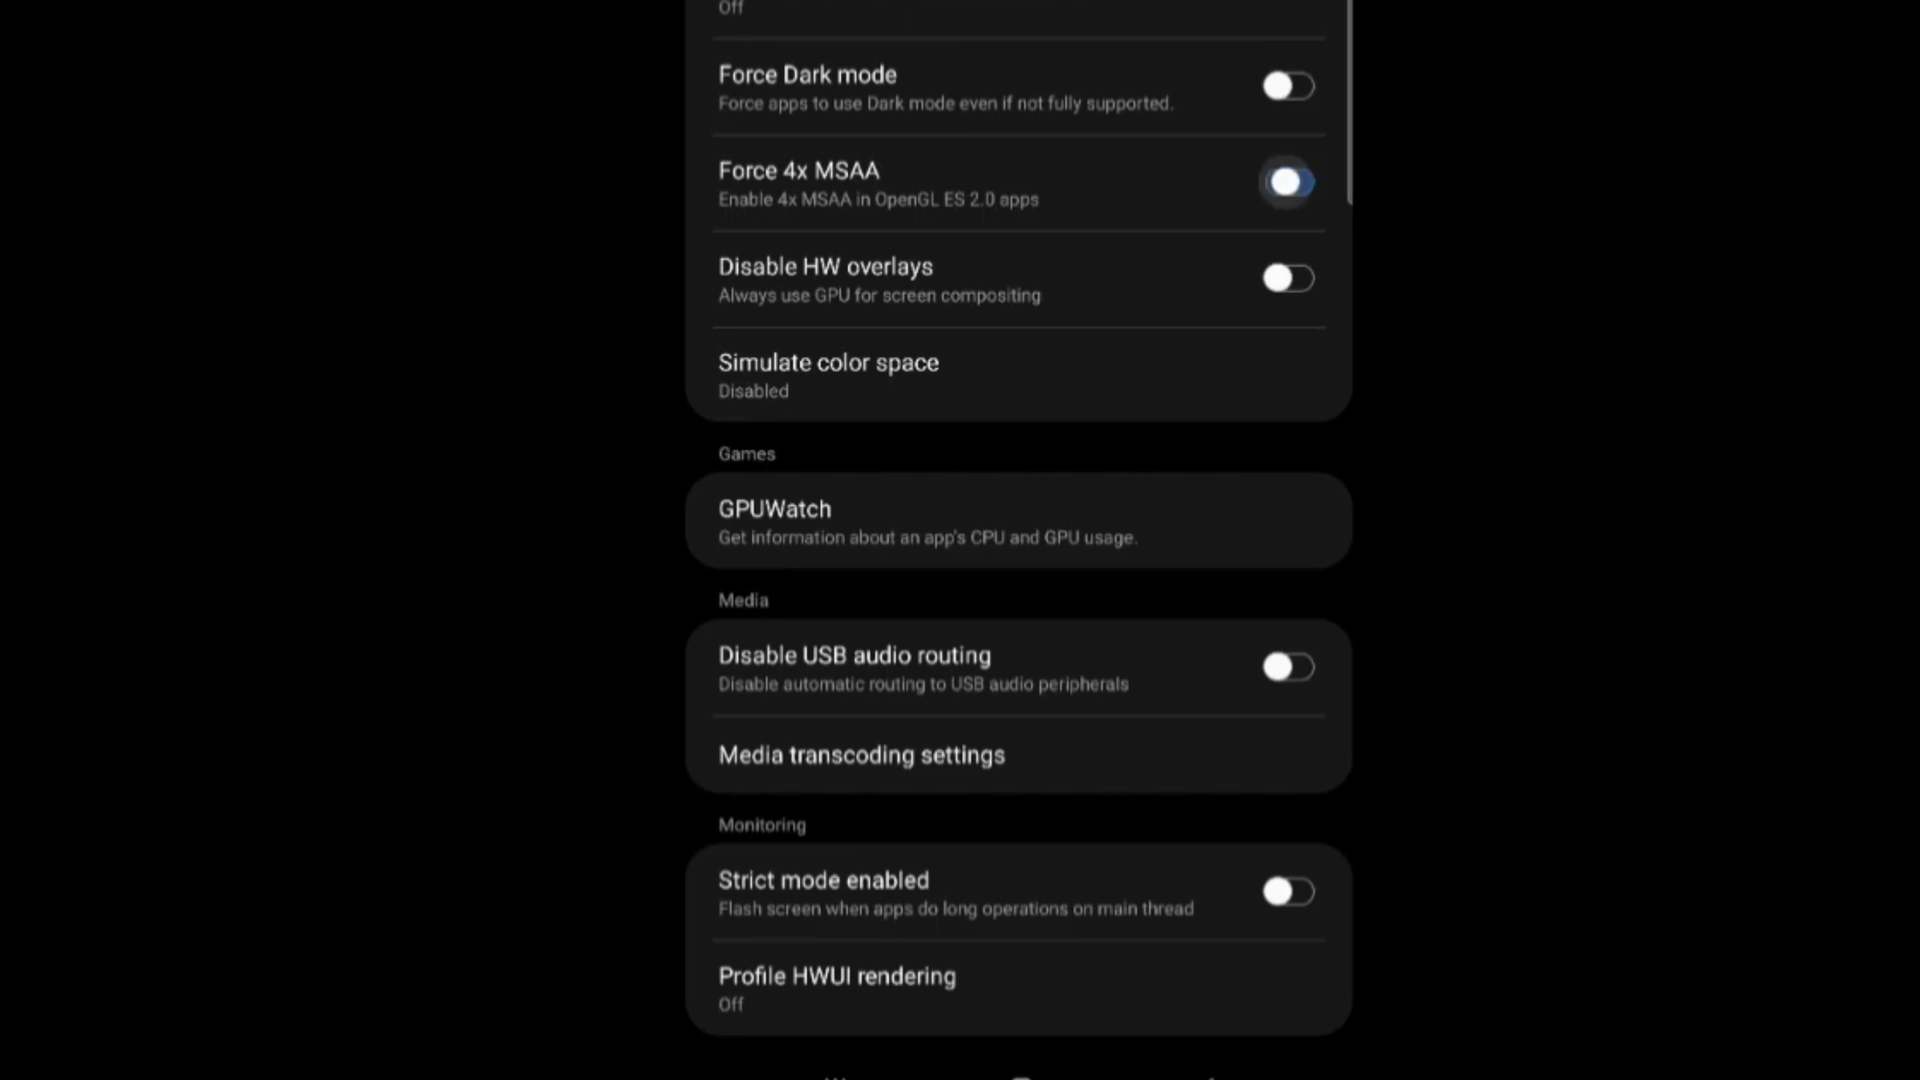 Off
Force Dark mode
Force apps to use Dark mode even if not fully supported.
Force 4x MSAA
Enable 4x MSAA in OpenGL ES 2.0 apps
Disable HW overlays
Always use GPU for screen compositing
Simulate color space
Disabled
Games
GPUWatch
Get information about an app's CPU and GPU usage.
Media
Disable USB audio routing
Disable automatic routing to USB audio peripherals
Media transcoding settings
Monitoring
Strict mode enabled
Flash screen when apps do long operations on main thread
Profile HWUI rendering
Off